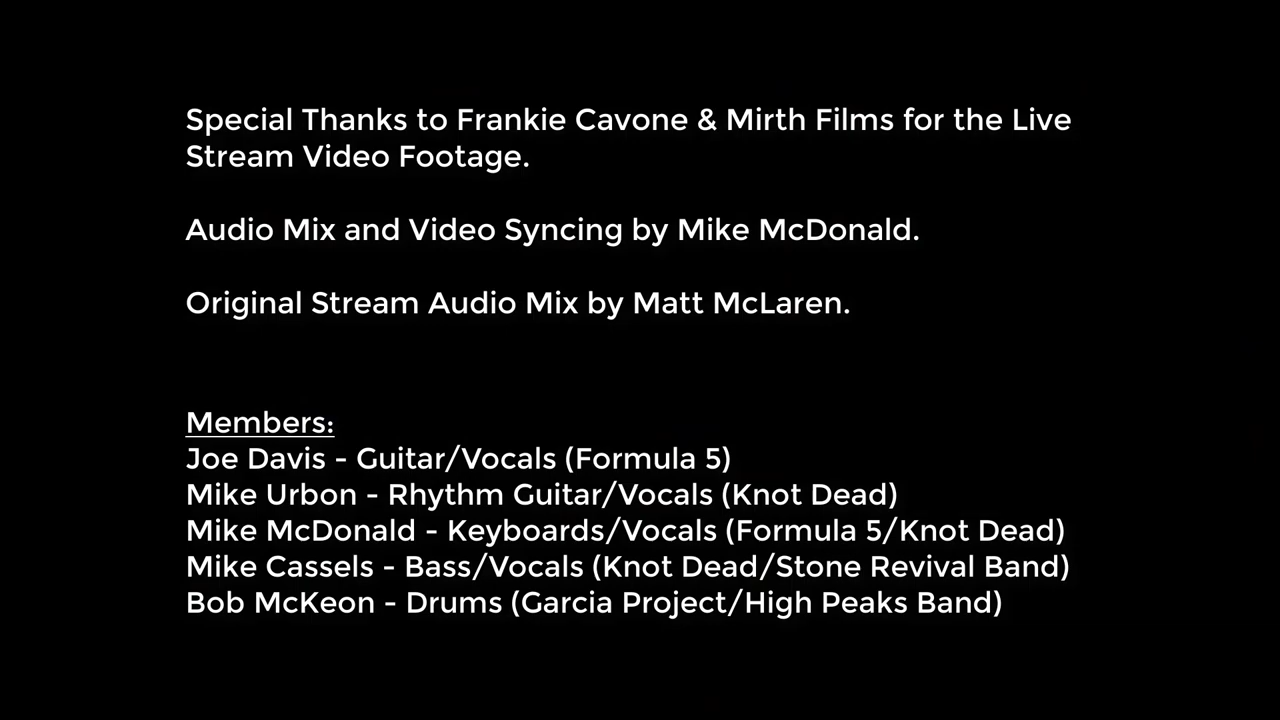 Special Thanks to Frankie Cavone & Mirth Films for the Live
Stream Video Footage.
Audio Mix and Video Syncing by Mike McDonald.
Original Stream Audio Mix by Matt McLaren.
Members:
Joe Davis - Guitar/Vocals (Formula 5)
Mike Urbon - Rhythm Guitar/Vocals (Knot Dead)
Mike McDonald - Keyboards/Vocals (Formula 5/Knot Dead)
Mike Cassels - Bass/Vocals (Knot Dead/Stone Revival Band)
Bob McKeon - Drums (Garcia Project/High Peaks Band)